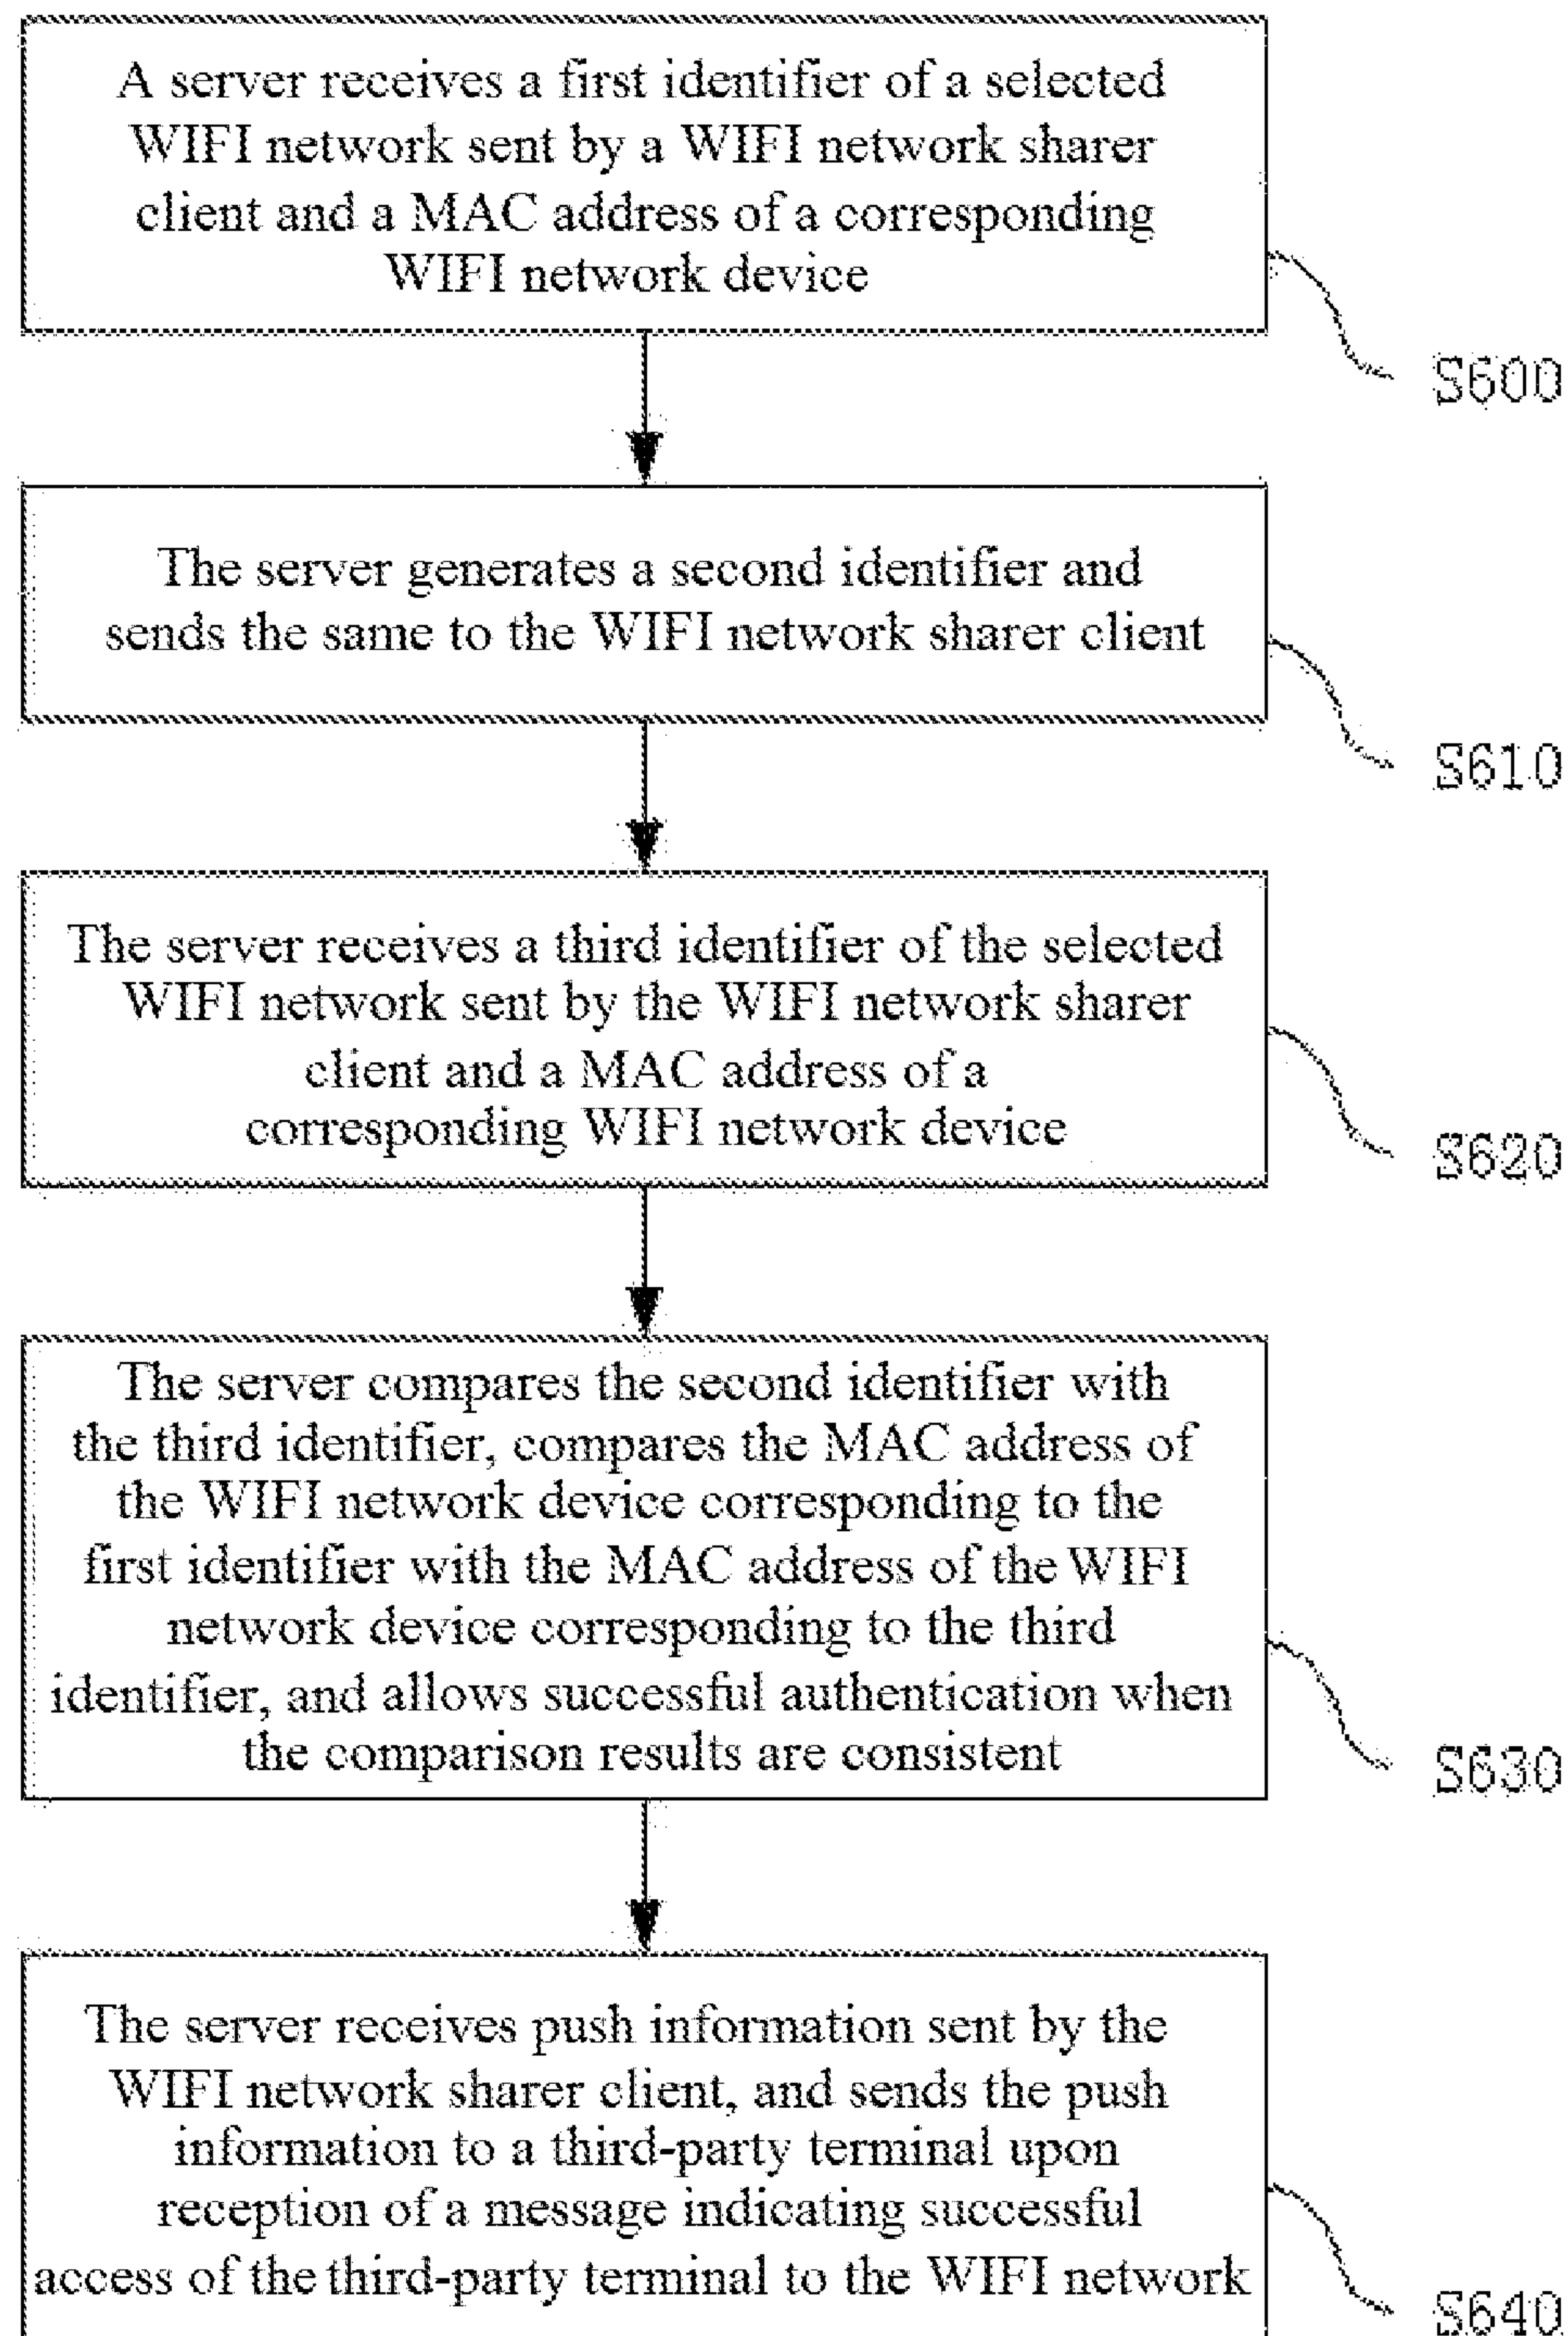 A server receives a first identifier of a selected
WIFI network sent by a WIFI network sharer
client and a MAC address of a corresponding
WIFI network device
S600
The server generates a second identifier and
sends the same to the WIFI network sharer client
S610
The server receives a third identifier of the selected
WIFI network sent by the WIFI network sharer
client and a MAC address of a
corresponding WIFI network device
S620
The server compares the second identifier with
the third identifier, compares the MAC address of
the WIFI network device corresponding to the
first identifier with the MAC address of the WIFI
network device corresponding to the third
identifier, and allows successful authentication when
the comparison results are consistent
S630
The server receives push information sent by the
WIFI network sharer client, and sends the push
information to a third-party terminal upon
reception of a message indicating successful
access of the third-party terminal to the WIFI network
S640